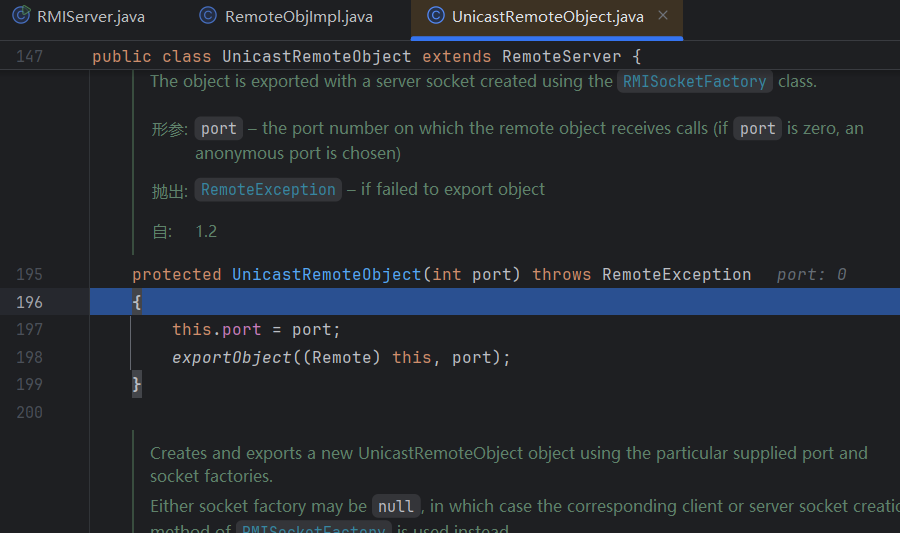 RMIServer.java RemoteObjImpl.java UnicastRemoteObject.java
147 public class UnicastRemoteObject extends RemoteServer {
The object is exported with a server socket created using the RMISocketFactory class.
形参: port – the port number on which the remote object receives calls (if port is zero, an
anonymous port is chosen)
抛出: RemoteException – if failed to export object
自: 1.2
195 protected UnicastRemoteObject(int port) throws RemoteException port: 0
196 {
197 this.port = port;
198 exportObject((Remote) this, port);
199 }
200
Creates and exports a new UnicastRemoteObject object using the particular supplied port and
socket factories.
Either socket factory may be null, in which case the corresponding client or server socket creatio
method of RMISocketFactory is used instead